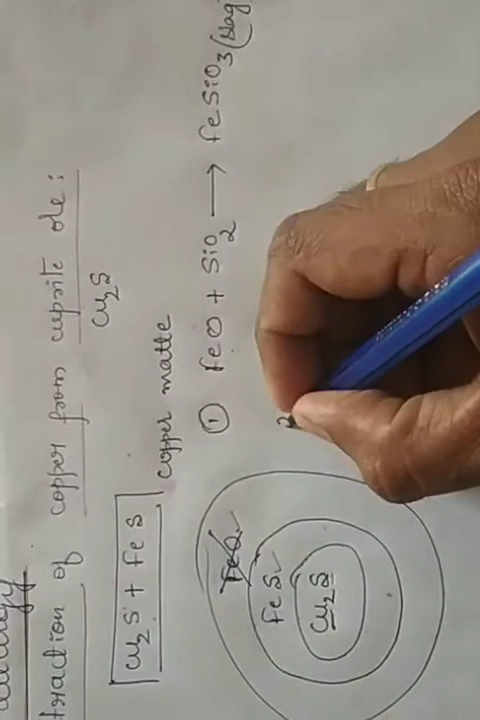 traction of copper from cuprite ore:
Cu2S
Cu2S + FeS
copper matte
① FeO + SiO2 ⟶ FeSiO3 (slag
FeO
FeS
Cu2S